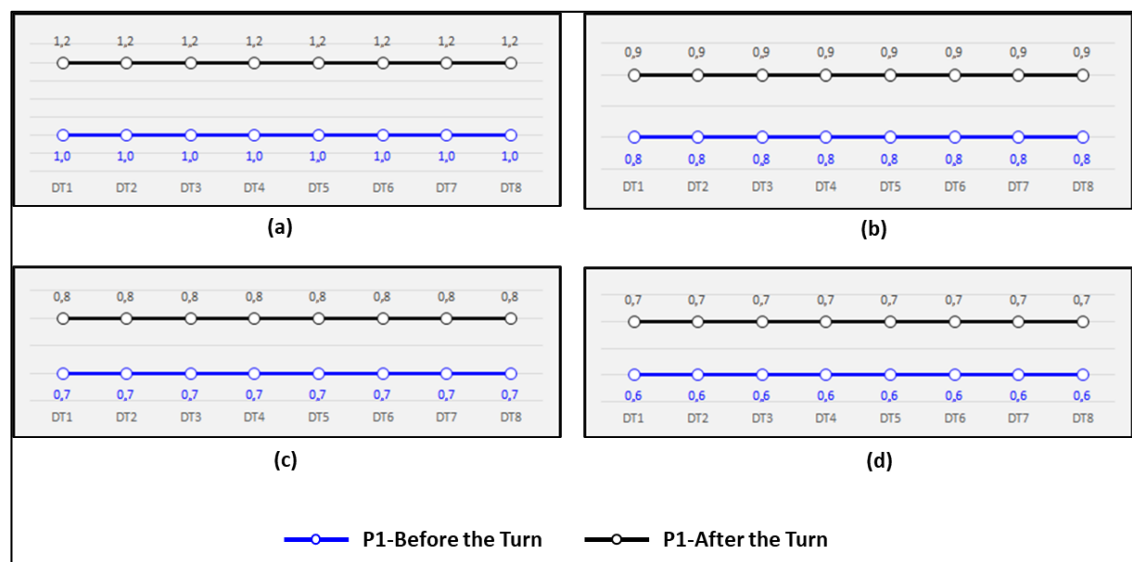 1,2 1,2 1,2 1,2 1,2 1,2 1,2 1,2
1,0 1,0 1,0 1,0 1,0 1,0 1,0 1,0
DT1 DT2 DT3 DT4 DT5 DT6 DT7 DT8
(a)
0,9 0,9 0,9 0,9 0,9 0,9 0,9 0,9
0,8 0,8 0,8 0,8 0,8 0,8 0,8 0,8
DT1 DT2 DT3 DT4 DT5 DT6 DT7 DT8
(b)
0,8 0,8 0,8 0,8 0,8 0,8 0,8 0,8
0,7 0,7 0,7 0,7 0,7 0,7 0,7 0,7
DT1 DT2 DT3 DT4 DT5 DT6 DT7 DT8
(c)
0,7 0,7 0,7 0,7 0,7 0,7 0,7 0,7
0,6 0,6 0,6 0,6 0,6 0,6 0,6 0,6
DT1 DT2 DT3 DT4 DT5 DT6 DT7 DT8
(d)
P1-Before the Turn P1-After the Turn